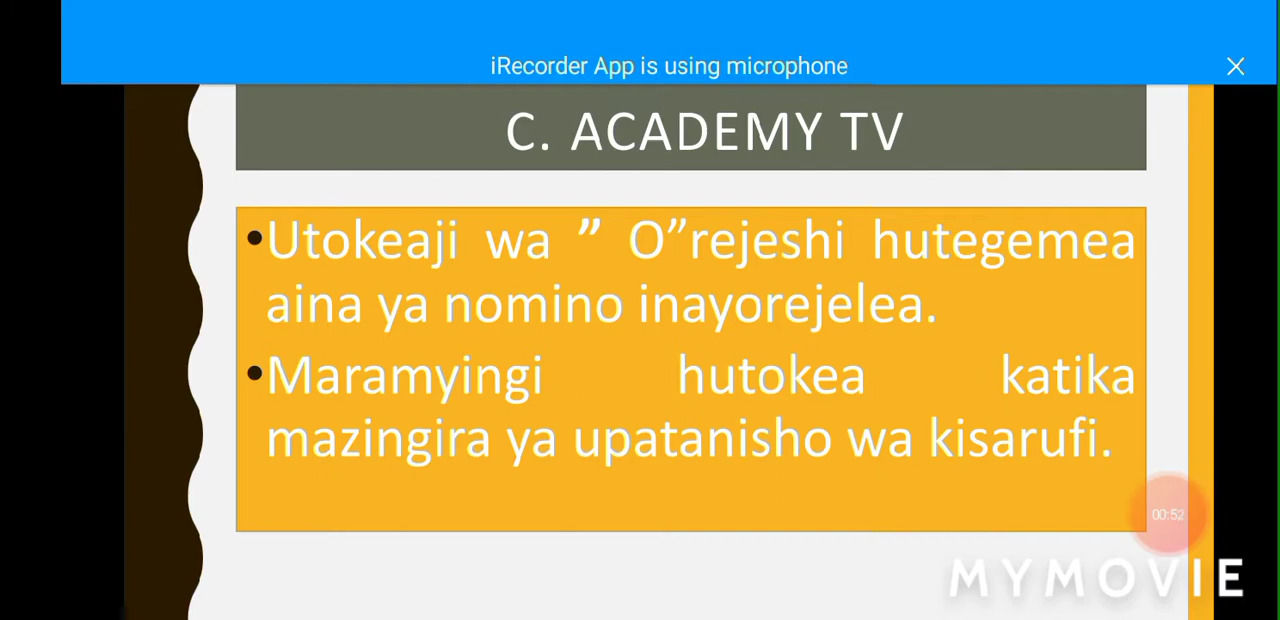 iRecorder App is using microphone
C. ACADEMY TV
•Utokeaji wa ” O”rejeshi hutegemea
aina ya nomino inayorejelea.
•Maramyingi hutokea katika
mazingira ya upatanisho wa kisarufi.
00:52
MYMOVIE